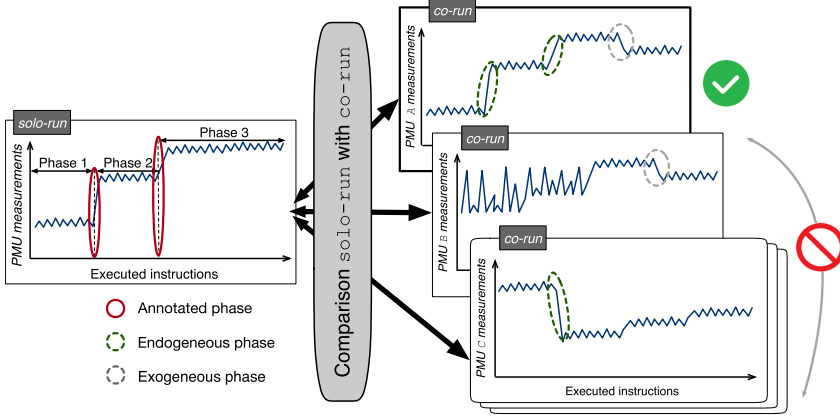 solo-run
PMU measurements
Phase 1
Phase 2
Phase 3
Executed instructions
Annotated phase
Endogeneous phase
Exogeneous phase
Comparison solo-run with co-run
co-run
PMU A measurements
co-run
PMU B measurements
co-run
PMU C measurements
Executed instructions